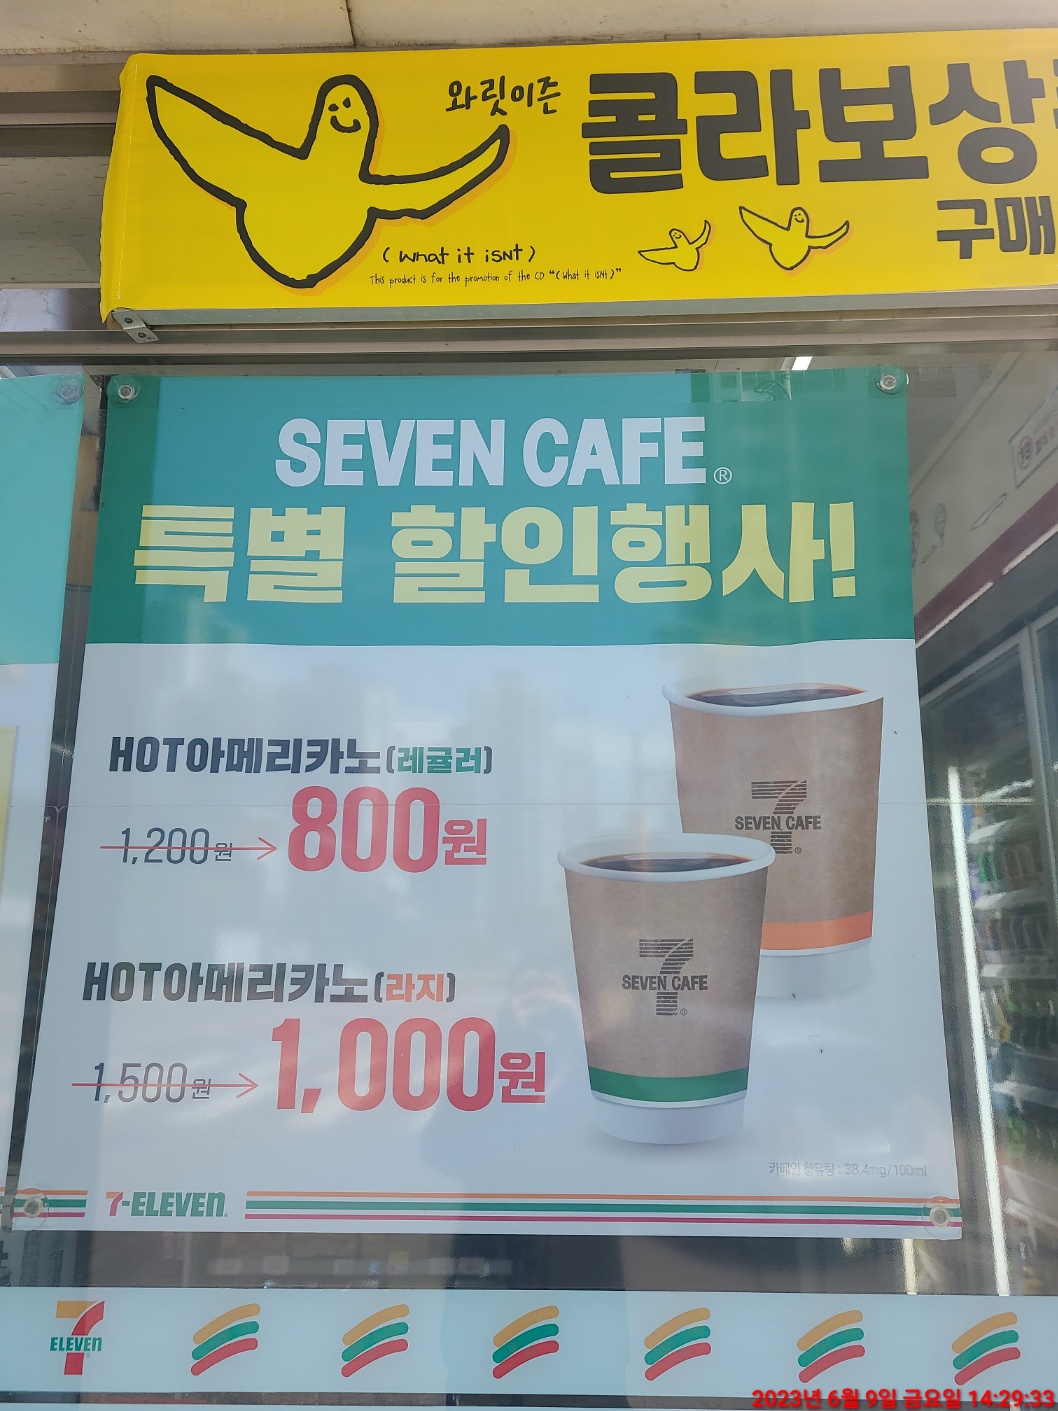 와릿이즌
콜라보상
구매
( What it isNt )
This product is for the promotion of the CD "( What it isNt )"
SEVEN CAFE®
특별 할인행사!
HOT아메리카노(레귤러)
1,200원 → 800원
HOT아메리카노(라지)
1,500원 → 1,000원
7 SEVEN CAFE ®
7 SEVEN CAFE ®
카페인 함유량 : 38.4mg/100ml
7-ELEVEN®
7 ELEVEN
2023년 6월 9일 금요일 14:29:33